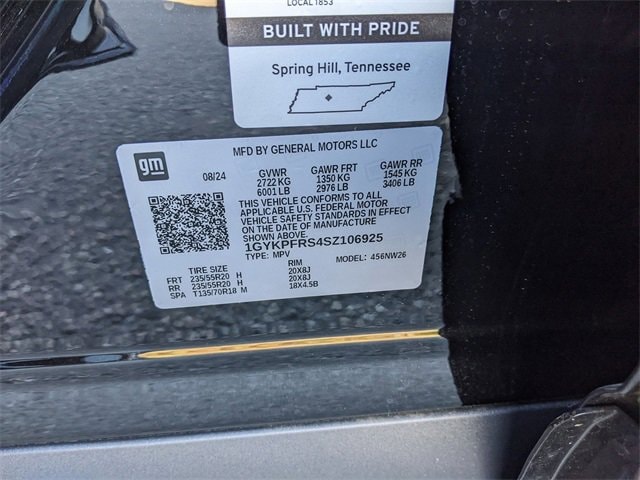 LOCAL 1853
BUILT WITH PRIDE
Spring Hill, Tennessee
gm
MFD BY GENERAL MOTORS LLC
08/24 GVWR GAWR FRT GAWR RR
2722 KG 1350 KG 1545 KG
6001 LB 2976 LB 3406 LB
THIS VEHICLE CONFORMS TO ALL
APPLICABLE U.S. FEDERAL MOTOR
VEHICLE SAFETY STANDARDS IN EFFECT
ON THE DATE OF MANUFACTURE
SHOWN ABOVE.
1GYKPFRS4SZ106925
TYPE: MPV MODEL: 456NW26
TIRE SIZE RIM
FRT 235/55R20 H 20X8J
RR 235/55R20 H 20X8J
SPA T135/70R18 M 18X4.5B